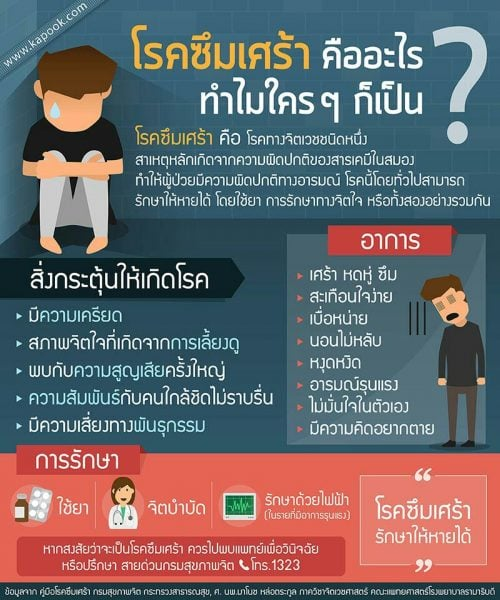 www.kapook.com
โรคซึมเศร้า คืออะไร
ทำไมใคร ๆ ก็เป็น
?
โรคซึมเศร้า คือ โรคทางจิตเวชชนิดหนึ่ง
สาเหตุหลักเกิดจากความผิดปกติของสารเคมีในสมอง
ทำให้ผู้ป่วยมีความผิดปกติทางอารมณ์ โรคนี้โดยทั่วไปสามารถ
รักษาให้หายได้ โดยใช้ยา การรักษาทางจิตใจ หรือทั้งสองอย่างรวมกัน
สิ่งกระตุ้นให้เกิดโรค
มีความเครียด
สภาพจิตใจที่เกิดจากการเลี้ยงดู
พบกับความสูญเสียครั้งใหญ่
ความสัมพันธ์กับคนใกล้ชิดไม่ราบรื่น
มีความเสี่ยงทางพันธุกรรม
อาการ
เศร้า หดหู่ ซึม
สะเทือนใจง่าย
เบื่อหน่าย
นอนไม่หลับ
หงุดหงิด
อารมณ์รุนแรง
ไม่มั่นใจในตัวเอง
มีความคิดอยากตาย
การรักษา
ใช้ยา
จิตบำบัด
รักษาด้วยไฟฟ้า
(ในรายที่มีอาการรุนแรง)
หากสงสัยว่าจะเป็นโรคซึมเศร้า ควรไปพบแพทย์เพื่อวินิจฉัย
หรือปรึกษา สายด่วนกรมสุขภาพจิต โทร.1323
“
โรคซึมเศร้า
รักษาให้หายได้
”
ข้อมูลจาก คู่มือโรคซึมเศร้า กรมสุขภาพจิต กระทรวงสาธารณสุข, ศ. นพ.มาโนช หล่อตระกูล ภาควิชาจิตเวชศาสตร์ คณะแพทยศาสตร์โรงพยาบาลรามาธิบดี